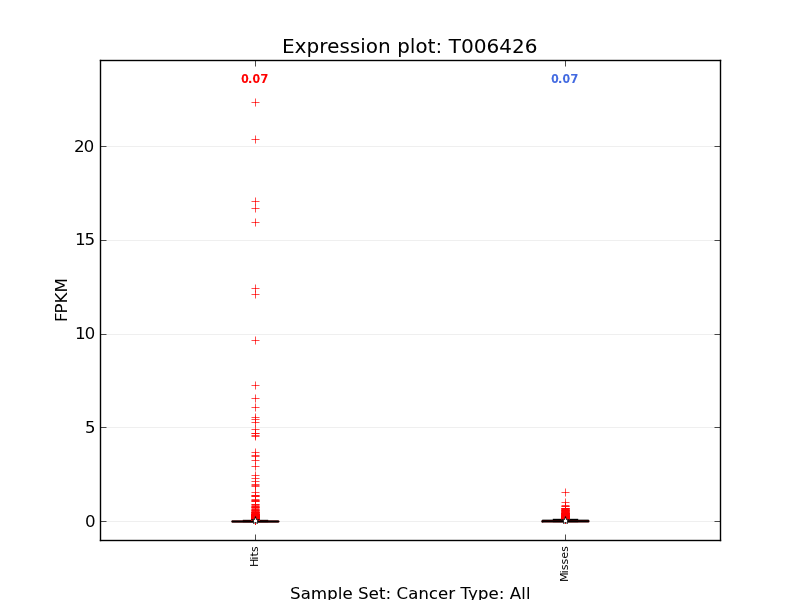 Expression plot: T006426
0.07
0.07
20
15
10
5
0
FPKM
Hits
Misses
Sample Set: Cancer Type: All